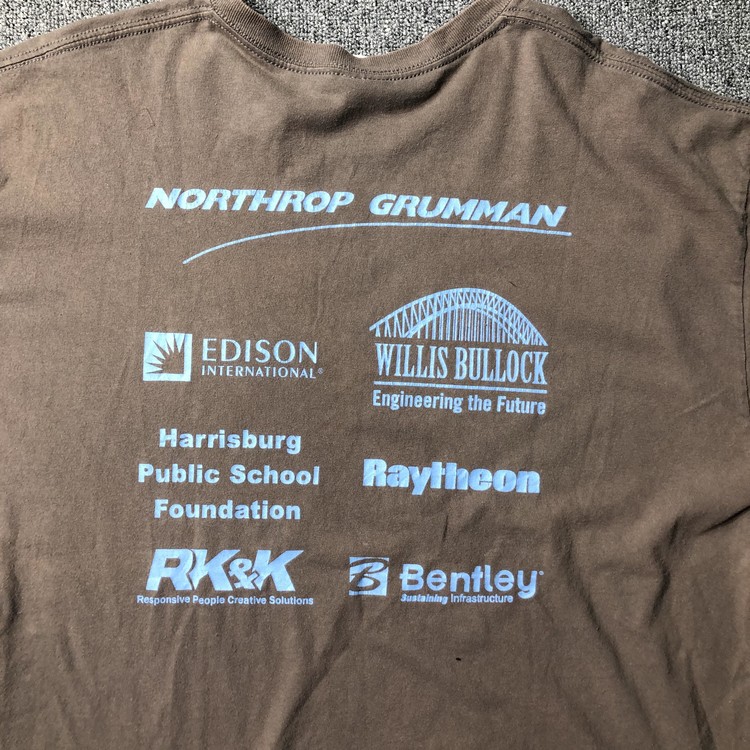 NORTHROP GRUMMAN
EDISON
INTERNATIONAL®
WILLIS BULLOCK
Engineering the Future
Harrisburg
Public School
Foundation
Raytheon
RK&K
Responsive People Creative Solutions
B Bentley®
Sustaining Infrastructure